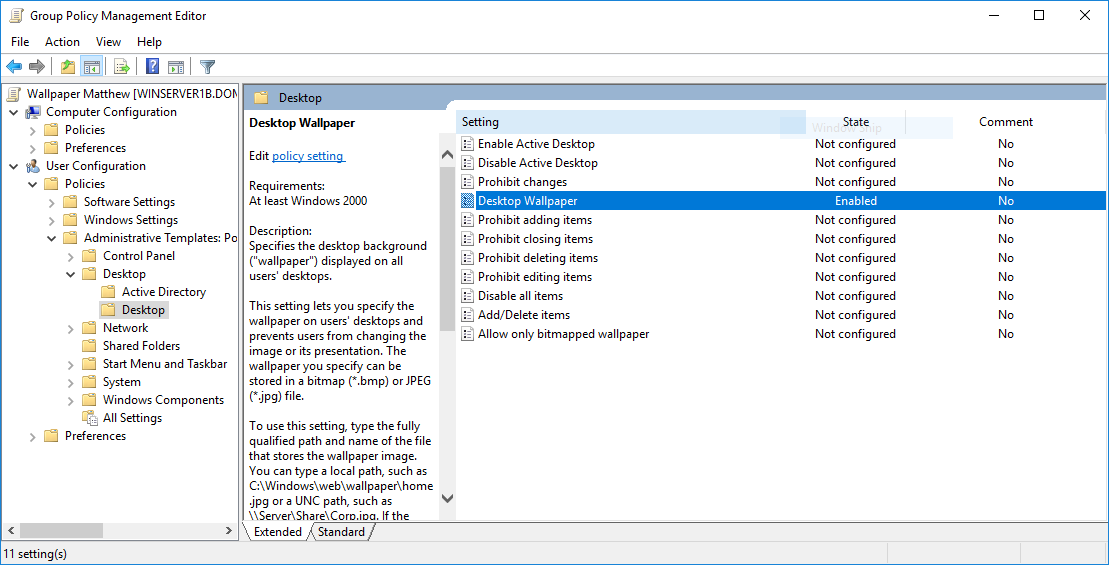 Group Policy Management Editor
File Action View Help
Wallpaper Matthew [WINSERVER1B.DOM
Computer Configuration
Policies
Preferences
User Configuration
Policies
Software Settings
Windows Settings
Administrative Templates: Po
Control Panel
Desktop
Active Directory
Desktop
Network
Shared Folders
Start Menu and Taskbar
System
Windows Components
All Settings
Preferences
Desktop
Desktop Wallpaper
Edit policy setting
Requirements:
At least Windows 2000
Description:
Specifies the desktop background
("wallpaper") displayed on all
users' desktops.
This setting lets you specify the
wallpaper on users' desktops and
prevents users from changing the
image or its presentation. The
wallpaper you specify can be
stored in a bitmap (*.bmp) or JPEG
(*.jpg) file.
To use this setting, type the fully
qualified path and name of the file
that stores the wallpaper image.
You can type a local path, such as
C:\Windows\web\wallpaper\home
.jpg or a UNC path, such as
\\Server\Share\Corp.jpg. If the
Setting State Comment
Window Snip
Enable Active Desktop Not configured No
Disable Active Desktop Not configured No
Prohibit changes Not configured No
Desktop Wallpaper Enabled No
Prohibit adding items Not configured No
Prohibit closing items Not configured No
Prohibit deleting items Not configured No
Prohibit editing items Not configured No
Disable all items Not configured No
Add/Delete items Not configured No
Allow only bitmapped wallpaper Not configured No
Extended Standard
11 setting(s)